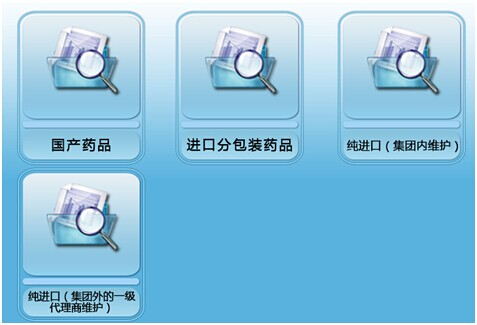 国产药品
进口分包装药品
纯进口（集团内维护）
纯进口（集团外的一级
代理商维护）